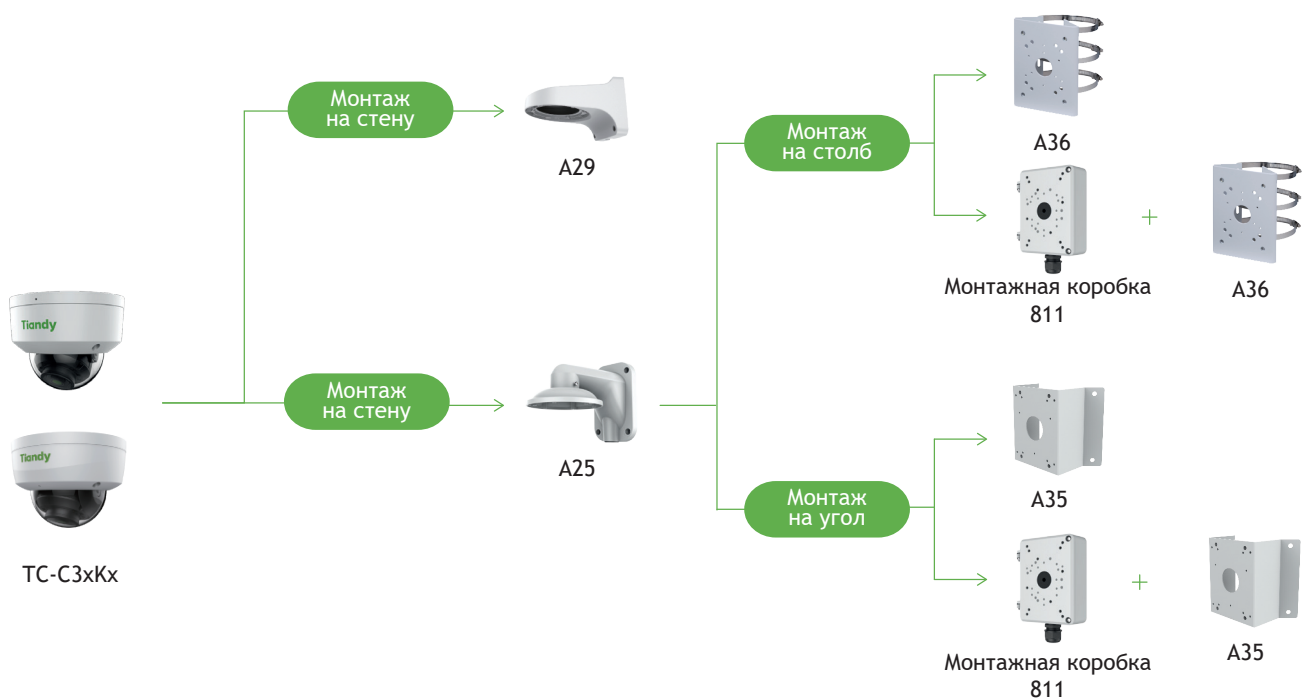 Монтаж
на стену
A29
Монтаж
на столб
A36
Монтажная коробка
811
+
A36
Tiandy
Tiandy
TC-C3xKx
Монтаж
на стену
A25
Монтаж
на угол
A35
Монтажная коробка
811
+
A35